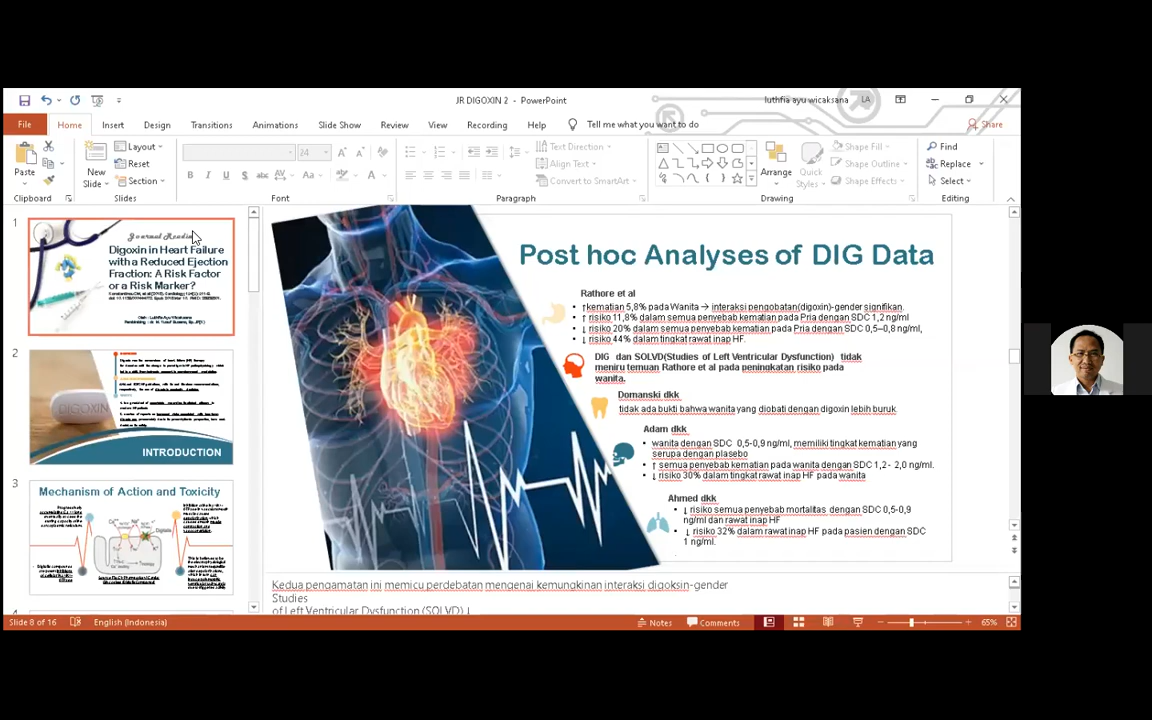 JR DIGOXIN 2 - PowerPoint
luthfia ayu wicaksana
LA
File
Home
Insert
Design
Transitions
Animations
Slide Show
Review
View
Recording
Help
Tell me what you want to do
Share
Paste
New
Slide
Layout
Reset
Section
24
Text Direction
Align Text
Convert to SmartArt
Arrange
Quick
Styles
Shape Fill
Shape Outline
Shape Effects
Find
Replace
Select
Clipboard
Slides
Font
Paragraph
Drawing
Editing
1
Journal Reading
Digoxin in Heart Failure
with a Reduced Ejection
Fraction: A Risk Factor
or a Risk Marker?
2
DIGOXIN
INTRODUCTION
3
Mechanism of Action and Toxicity
4
Post hoc Analyses of DIG Data
Rathore et al
• ↑kematian 5,8% pada Wanita → interaksi pengobatan(digoxin)-gender signifikan.
• ↑ risiko 11,8% dalam semua penyebab kematian pada Pria dengan SDC 1,2 ng/ml
• ↓ risiko 20% dalam semua penyebab kematian pada Pria dengan SDC 0,5–0,8 ng/ml,
• ↓ risiko 44% dalam tingkat rawat inap HF.
DIG dan SOLVD(Studies of Left Ventricular Dysfunction) tidak
meniru temuan Rathore et al pada peningkatan risiko pada
wanita.
Domanski dkk
tidak ada bukti bahwa wanita yang diobati dengan digoxin lebih buruk.
Adam dkk
• wanita dengan SDC 0,5-0,9 ng/ml, memiliki tingkat kematian yang
serupa dengan plasebo
• ↑ semua penyebab kematian pada wanita dengan SDC 1,2- 2,0 ng/ml.
• ↓ risiko 30% dalam tingkat rawat inap HF pada wanita
Ahmed dkk
• ↓ risiko semua penyebab mortalitas dengan SDC 0,5-0,9
ng/ml dan rawat inap HF
• ↓ risiko 32% dalam rawat inap HF pada pasien dengan SDC
1 ng/ml.
Kedua pengamatan ini memicu perdebatan mengenai kemungkinan interaksi digoksin-gender
Studies
of Left Ventricular Dysfunction (SOLVD) ↓
Slide 8 of 16
English (Indonesia)
Notes
Comments
65%